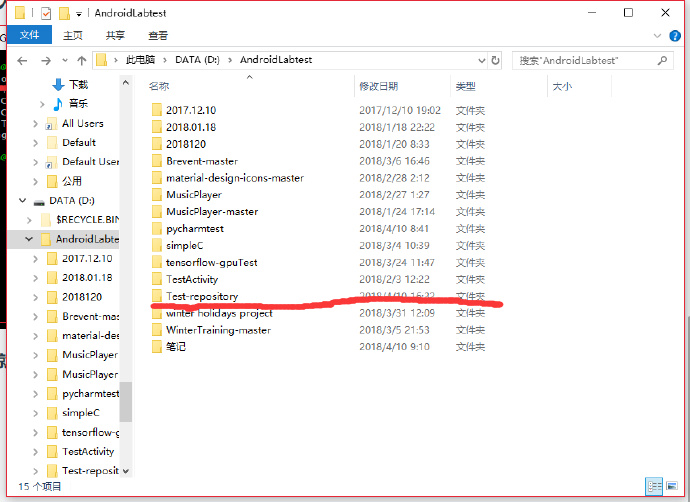 AndroidLabtest
文件 主页 共享 查看
此电脑 DATA (D:) AndroidLabtest 搜索"AndroidLabtest"
名称 修改日期 类型 大小
下载
音乐
All Users
Default
Default User
公用
DATA (D:)
$RECYCLE.BIN
AndroidLabte
2017.12.10
2018.01.18
2018120
Brevent-mast
material-desi
MusicPlayer
MusicPlayer
pycharmtest
simpleC
tensorflow-gp
TestActivity
Test-reposit
2017.12.10 2017/12/10 19:02 文件夹
2018.01.18 2018/1/18 22:22 文件夹
2018120 2018/1/20 8:33 文件夹
Brevent-master 2018/3/6 16:46 文件夹
material-design-icons-master 2018/2/28 2:12 文件夹
MusicPlayer 2018/2/27 1:27 文件夹
MusicPlayer-master 2018/1/24 17:14 文件夹
pycharmtest 2018/4/10 8:41 文件夹
simpleC 2018/3/4 10:39 文件夹
tensorflow-gpuTest 2018/3/24 11:47 文件夹
TestActivity 2018/2/3 12:22 文件夹
Test-repository 2018/4/10 16:22 文件夹
winter holidays project 2018/3/31 12:09 文件夹
WinterTraining-master 2018/3/5 21:53 文件夹
笔记 2018/4/10 9:10 文件夹
15 个项目